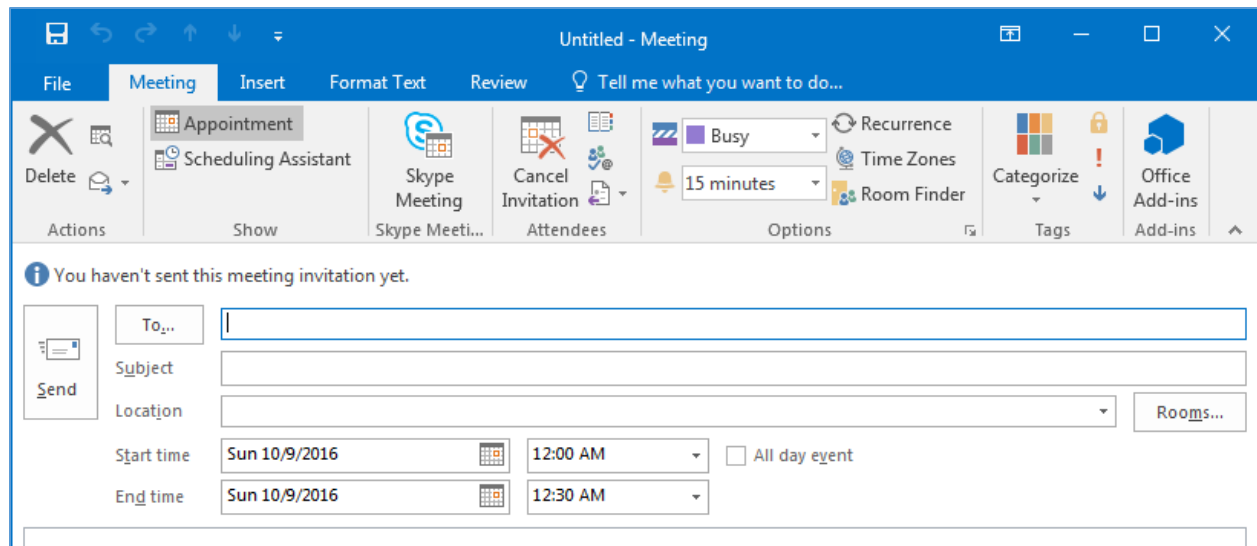 Untitled - Meeting
File Meeting Insert Format Text Review Tell me what you want to do...
Delete
Actions
Appointment
Scheduling Assistant
Show
Skype
Meeting
Skype Meeti...
Cancel
Invitation
Attendees
Busy
15 minutes
Recurrence
Time Zones
Room Finder
Options
Categorize
Tags
Office
Add-ins
Add-ins
You haven't sent this meeting invitation yet.
Send
To...
Subject
Location Rooms...
Start time Sun 10/9/2016 12:00 AM All day event
End time Sun 10/9/2016 12:30 AM